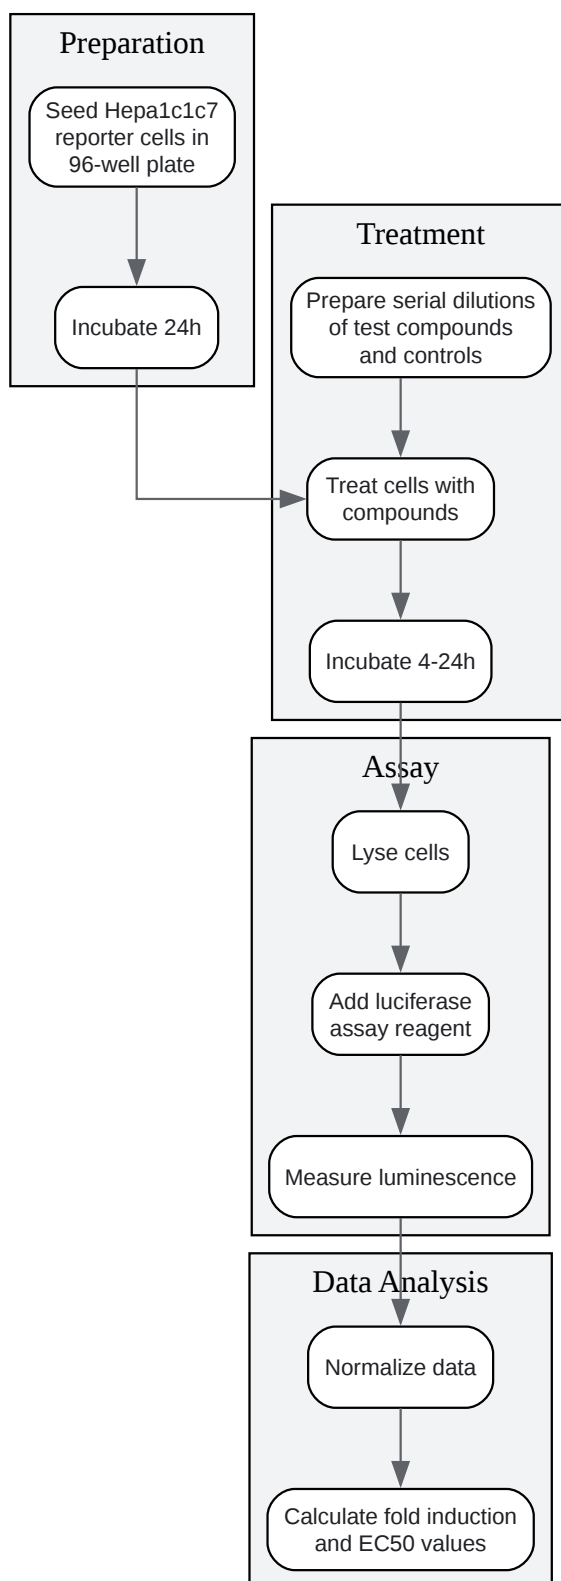 Preparation
Seed Hepa1c1c7
reporter cells in
96-well plate
Incubate 24h
Treatment
Prepare serial dilutions
of test compounds
and controls
Treat cells with
compounds
Incubate 4-24h
Assay
Lyse cells
Add luciferase
assay reagent
Measure luminescence
Data Analysis
Normalize data
Calculate fold induction
and EC50 values